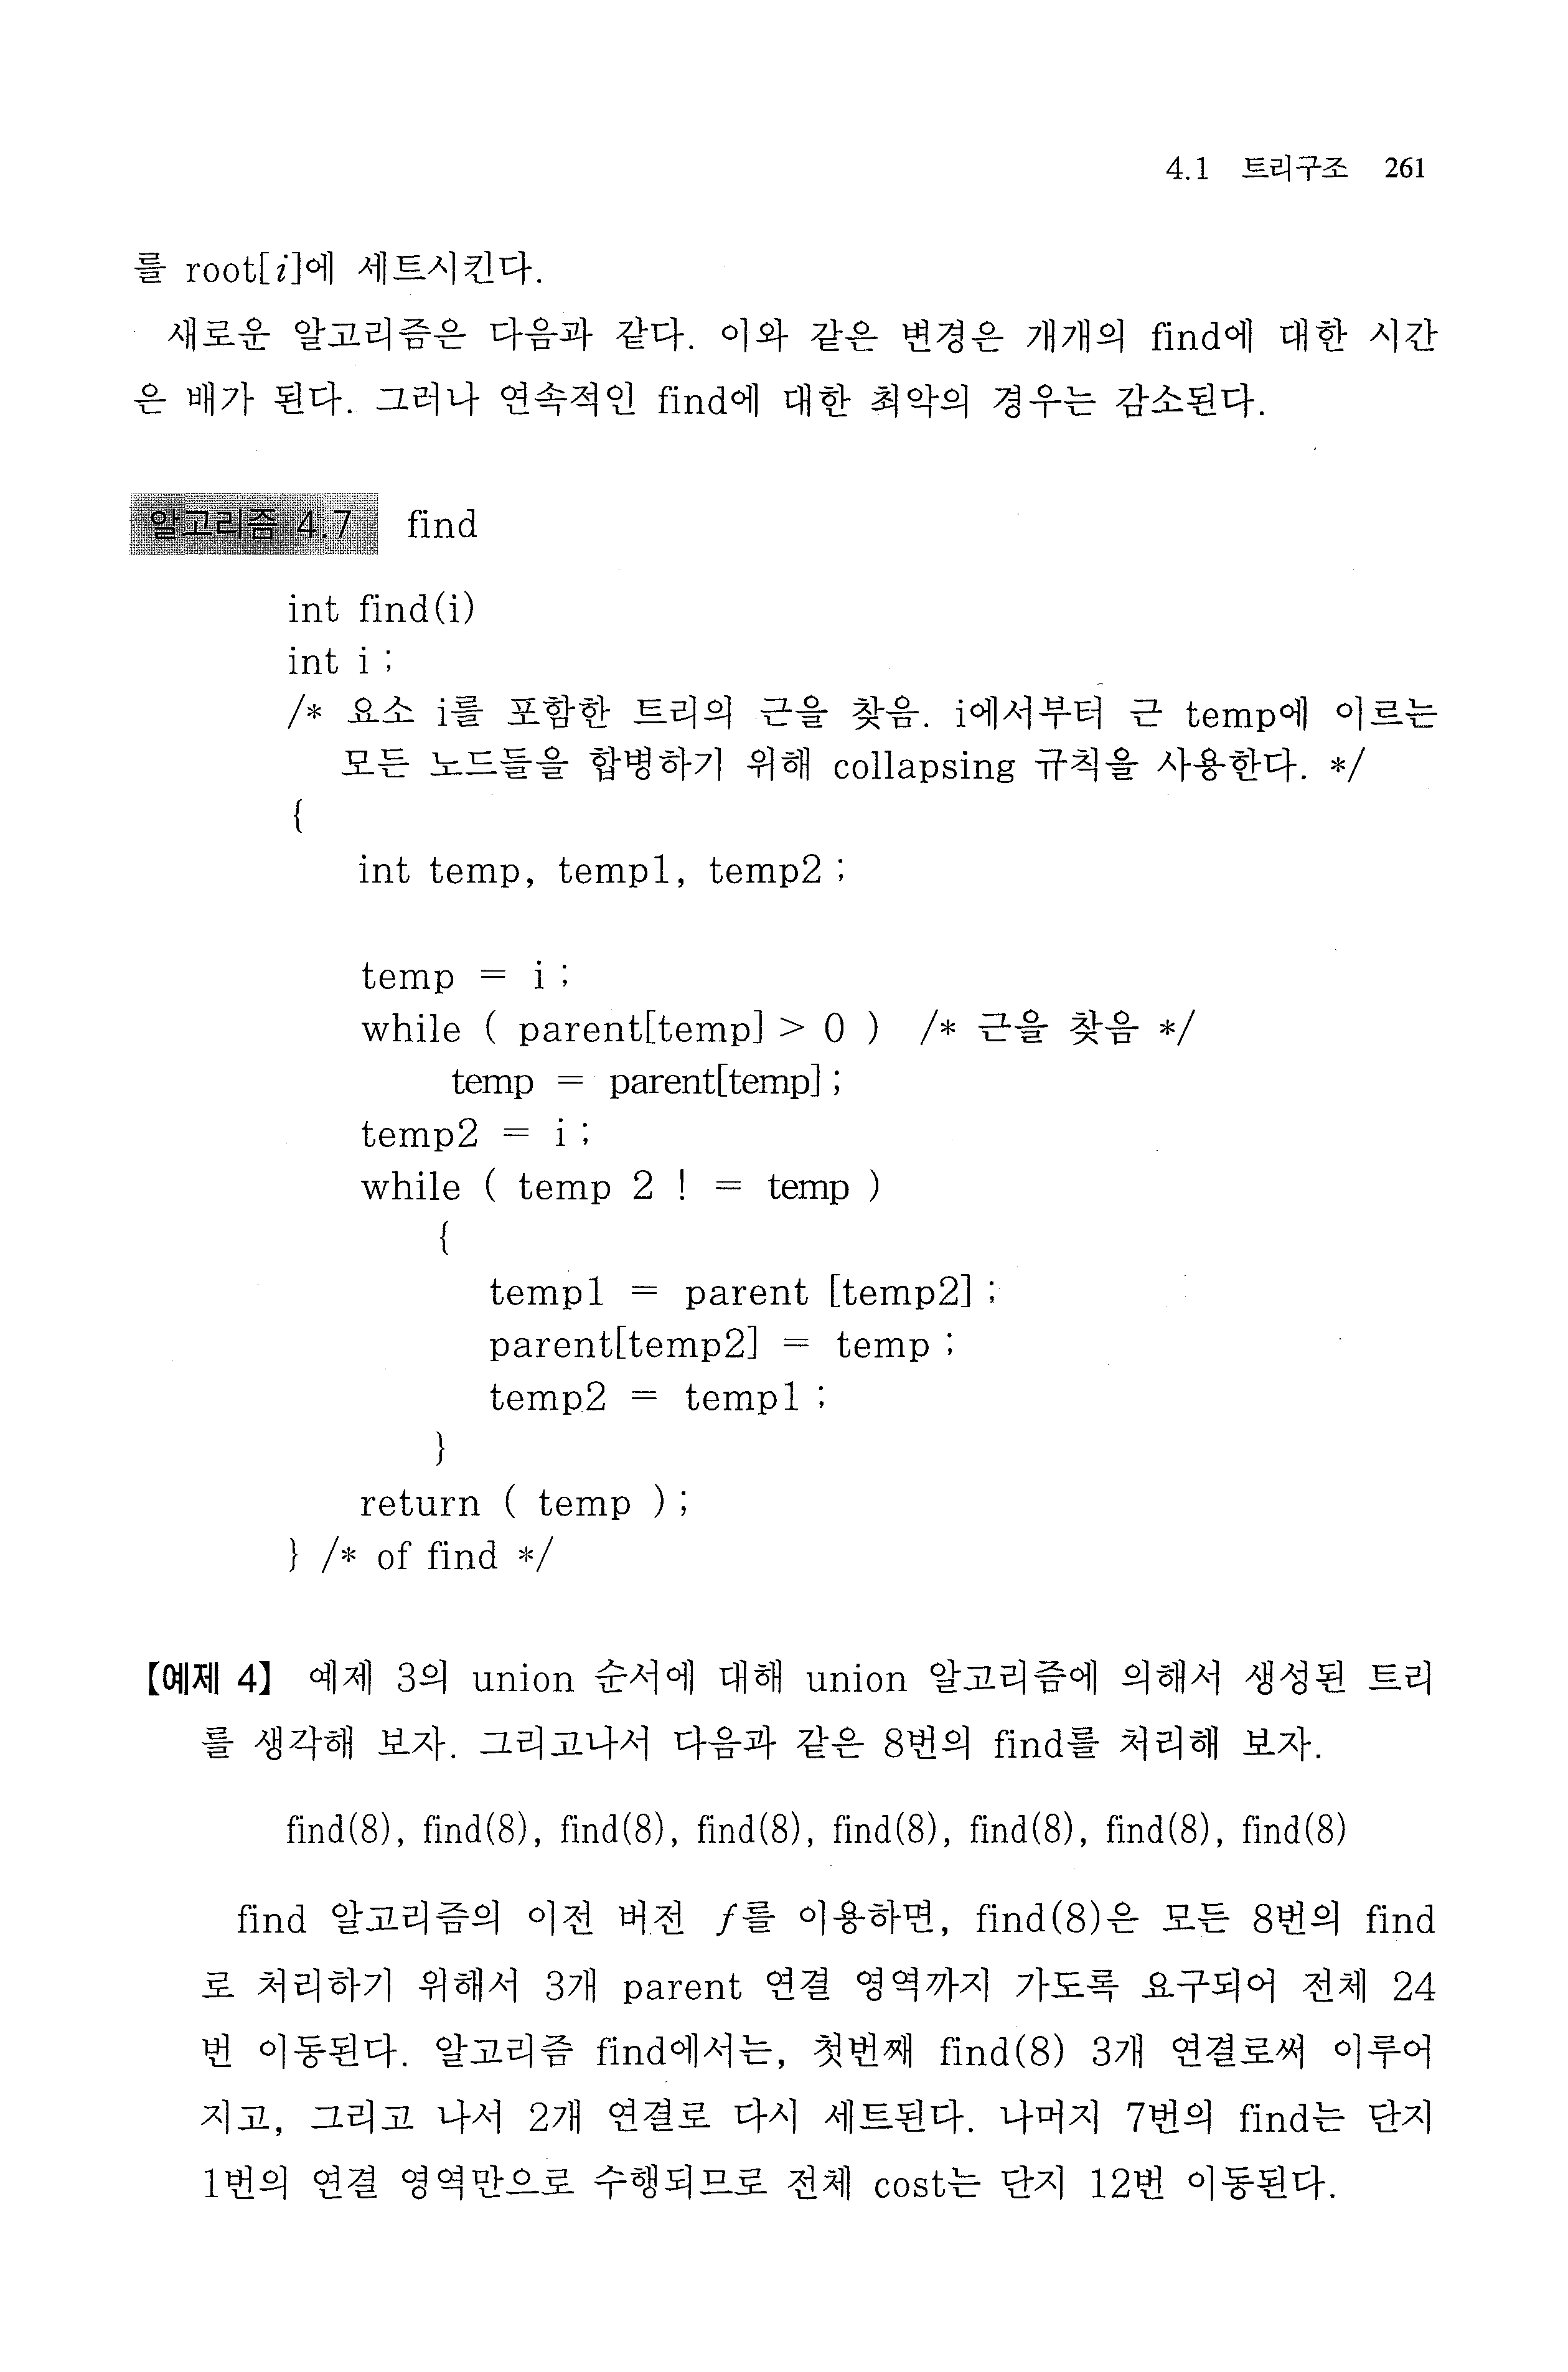 4.1 트리구조 261
를 root[i]에 세트시킨다.
새로운 알고리즘은 다음과 같다. 이와 같은 변경은 개개의 find에 대한 시간
은 배가 된다. 그러나 연속적인 find에 대한 최악의 경우는 감소된다.
알고리즘 4.7 find
int find(i)
int i ;
/* 요소 i를 포함한 트리의 근을 찾음. i에서부터 근 temp에 이르는
모든 노드들을 합병하기 위해 collapsing 규칙을 사용한다. */
{
int temp, temp1, temp2 ;
temp = i ;
while ( parent[temp] > 0 ) /* 근을 찾음 */
temp = parent[temp] ;
temp2 = i ;
while ( temp 2 ! = temp )
{
temp1 = parent [temp2] ;
parent[temp2] = temp ;
temp2 = temp1 ;
}
return ( temp ) ;
} /* of find */
【예제 4】 예제 3의 union 순서에 대해 union 알고리즘에 의해서 생성된 트리
를 생각해 보자. 그리고나서 다음과 같은 8번의 find를 처리해 보자.
find(8), find(8), find(8), find(8), find(8), find(8), find(8), find(8)
find 알고리즘의 이전 버전 f를 이용하면, find(8)은 모든 8번의 find
로 처리하기 위해서 3개 parent 연결 영역까지 가도록 요구되어 전체 24
번 이동된다. 알고리즘 find에서는, 첫번째 find(8) 3개 연결로써 이루어
지고, 그리고 나서 2개 연결로 다시 세트된다. 나머지 7번의 find는 단지
1번의 연결 영역만으로 수행되므로 전체 cost는 단지 12번 이동된다.